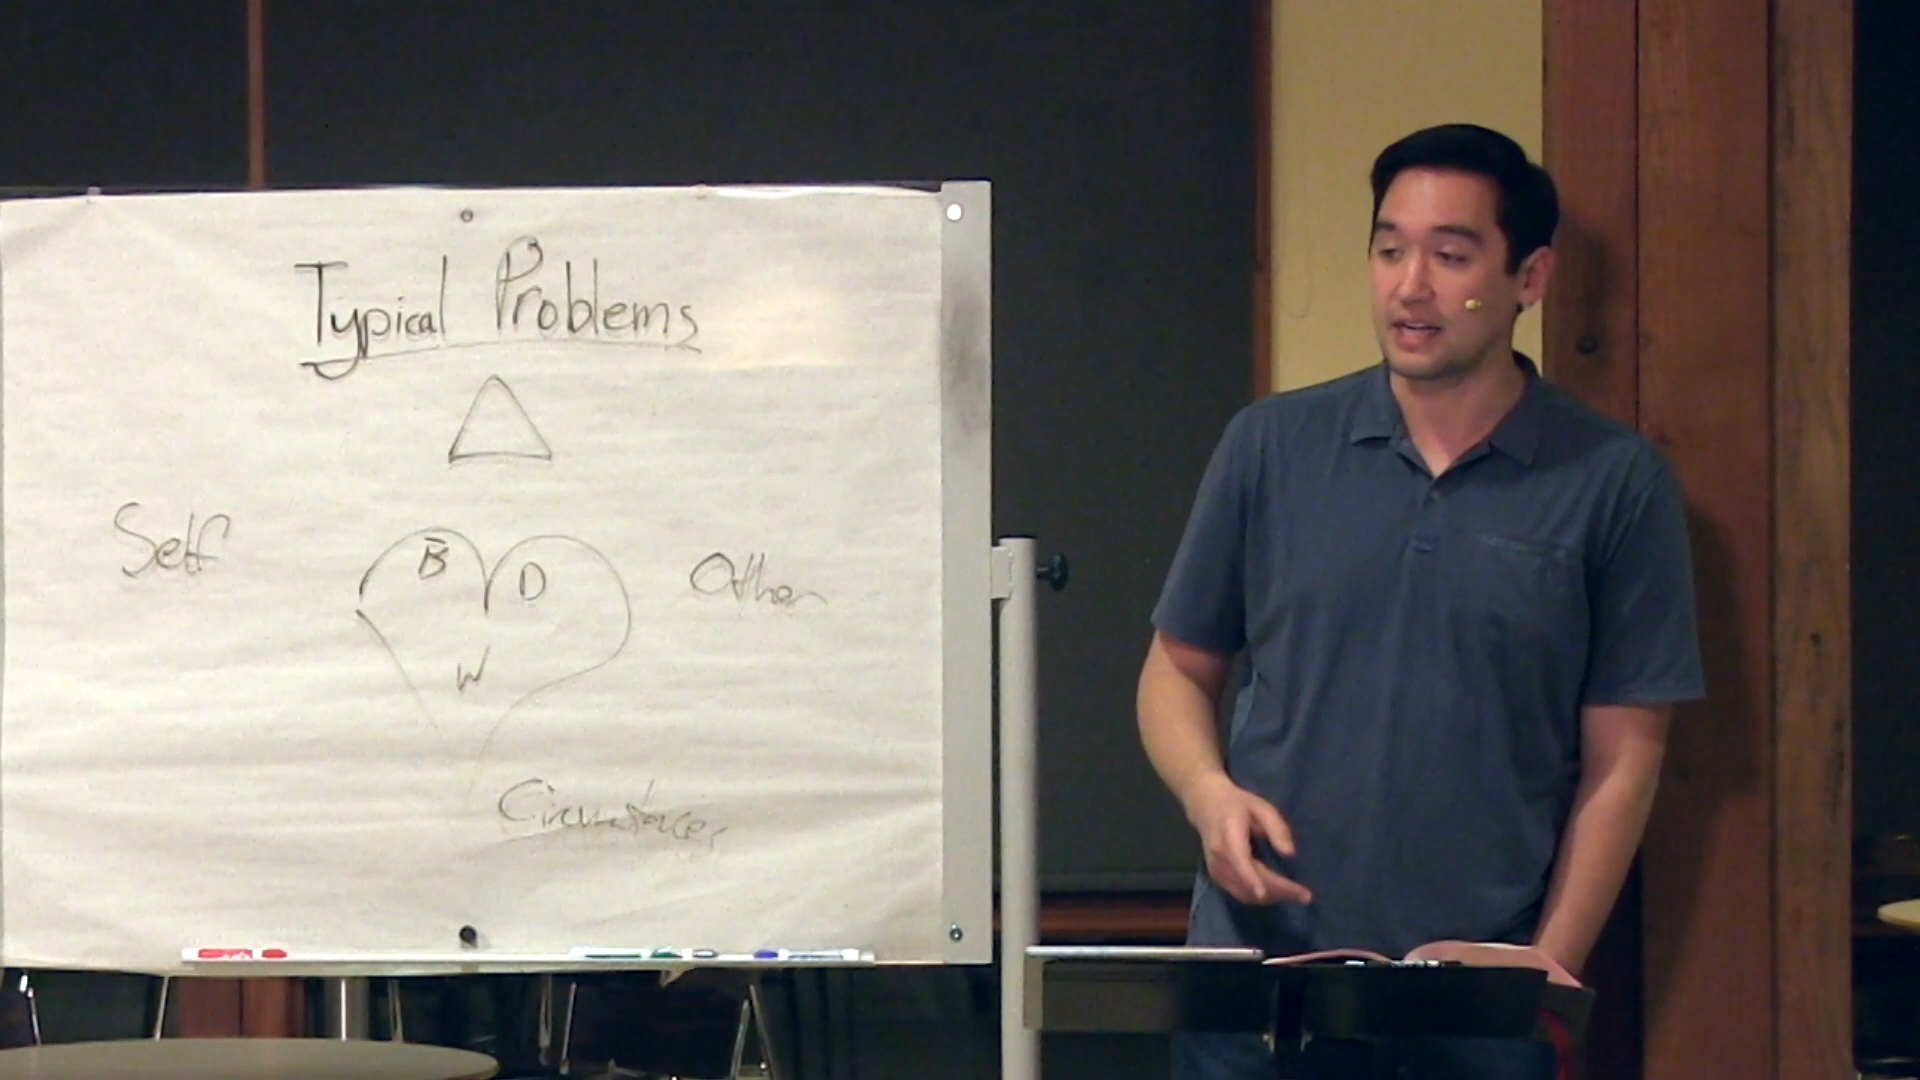 Typical Problems
Self
B D
Other
W
Circumstances